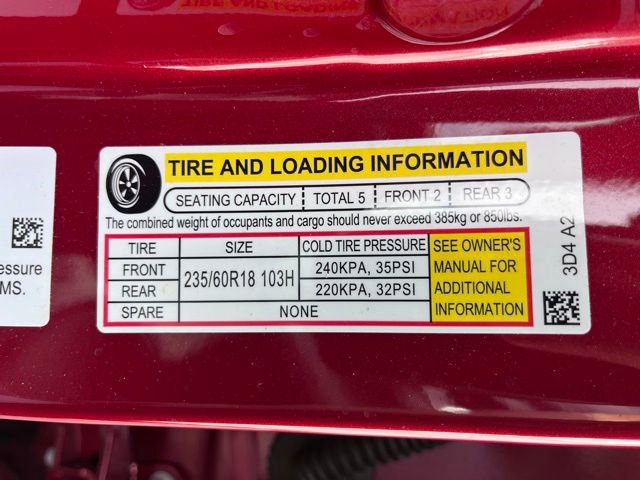 TIRE AND LOADING INFORMATION
SEATING CAPACITY TOTAL 5 FRONT 2 REAR 3
The combined weight of occupants and cargo should never exceed 385kg or 850lbs.
TIRE SIZE COLD TIRE PRESSURE SEE OWNER'S
FRONT 235/60R18 103H 240KPA, 35PSI MANUAL FOR
REAR 220KPA, 32PSI ADDITIONAL
SPARE NONE INFORMATION
3D4 A2
essure
MS.